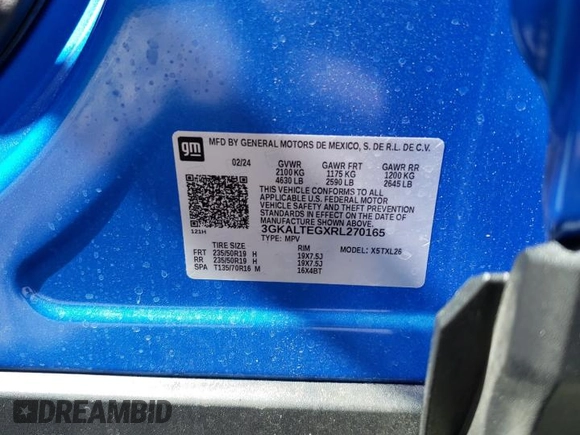 gm
MFD BY GENERAL MOTORS DE MEXICO, S. DE R.L. DE C.V.
02/24 GVWR GAWR FRT GAWR RR
2100 KG 1175 KG 1200 KG
4630 LB 2590 LB 2645 LB
THIS VEHICLE CONFORMS TO ALL
APPLICABLE U.S. FEDERAL MOTOR
VEHICLE SAFETY AND THEFT PREVENTION
STANDARDS IN EFFECT ON THE DATE OF
MANUFACTURE SHOWN ABOVE.
121H 3GKALTEGXRL270165
TYPE: MPV MODEL: XSTXL26
TIRE SIZE RIM
FRT 235/50R19 H 19X7.5J
RR 235/50R19 H 19X7.5J
SPA T135/70R16 M 16X4BT
DREAMBID